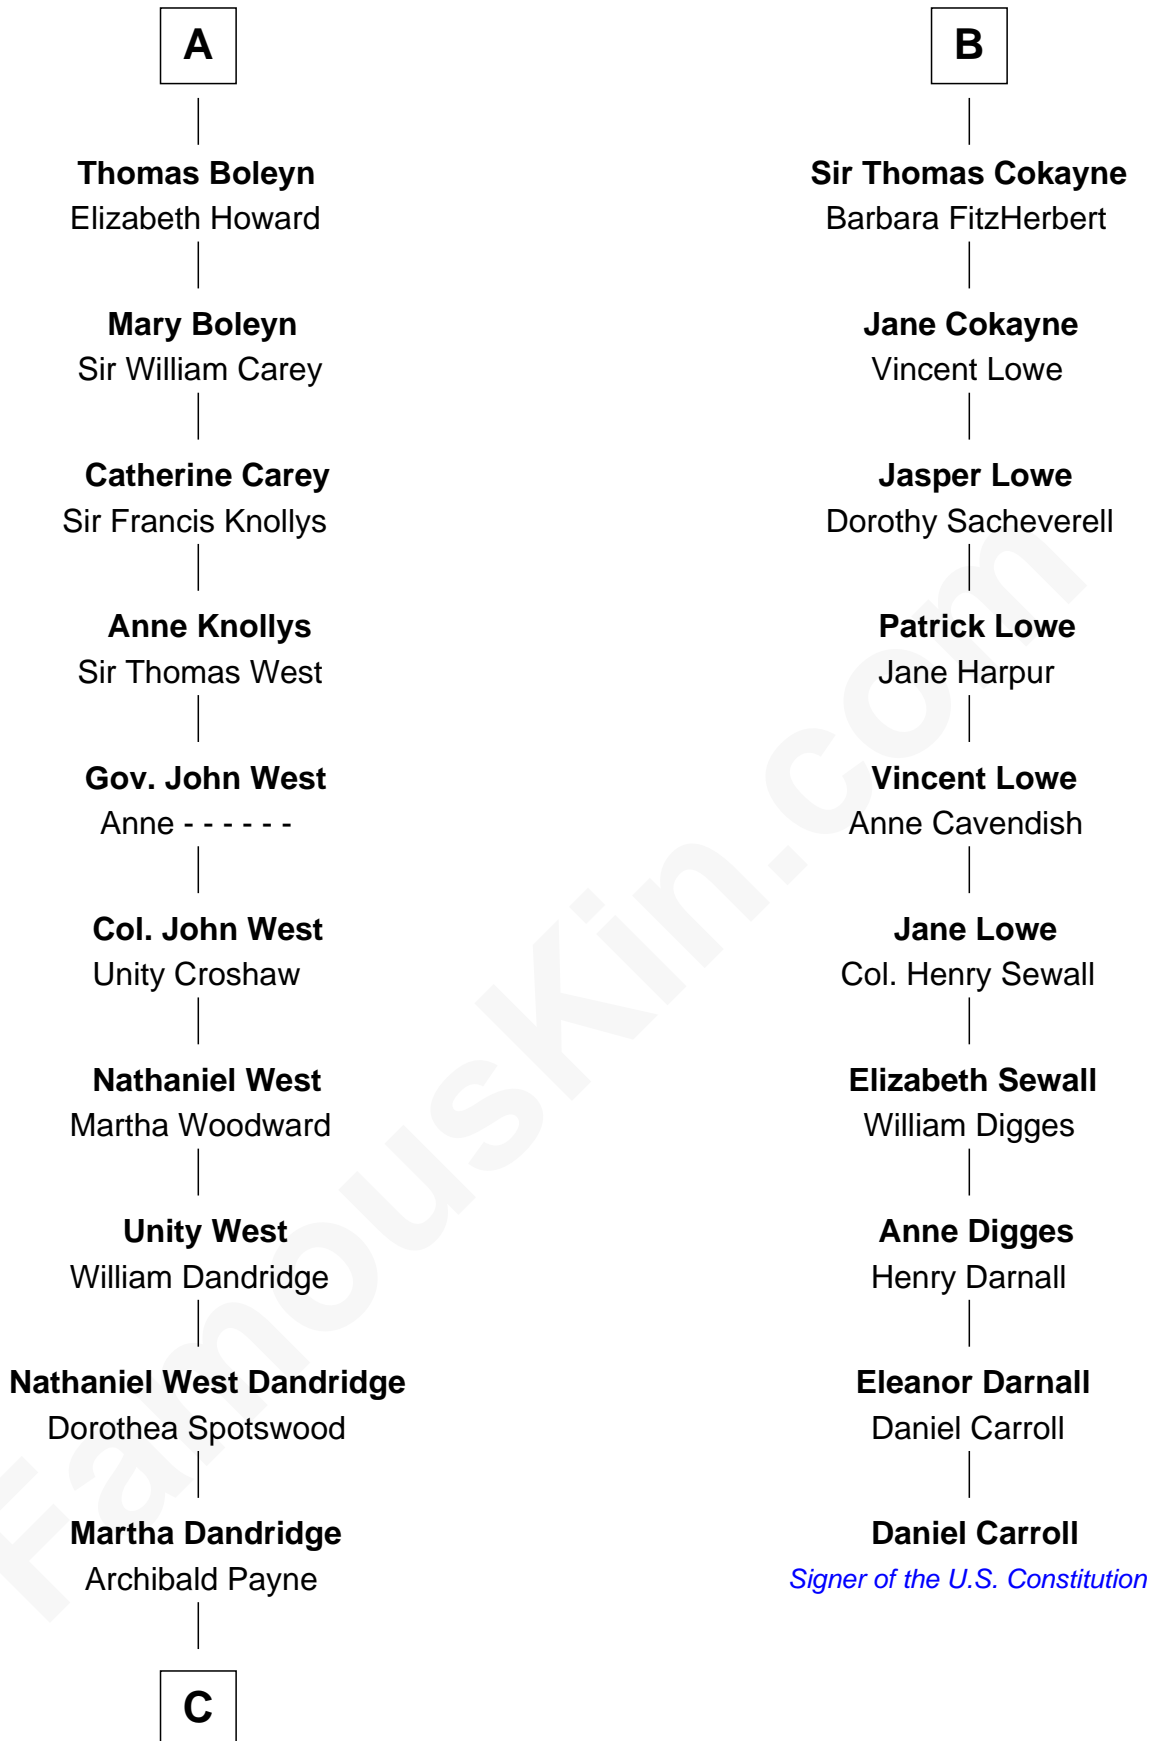 A
Thomas Boleyn
Elizabeth Howard
Mary Boleyn
Sir William Carey
Catherine Carey
Sir Francis Knollys
Anne Knollys
Sir Thomas West
Gov. John West
Anne - - - - - -
Col. John West
Unity Croshaw
Nathaniel West
Martha Woodward
Unity West
William Dandridge
Nathaniel West Dandridge
Dorothea Spotswood
Martha Dandridge
Archibald Payne
C
B
Sir Thomas Cokayne
Barbara FitzHerbert
Jane Cokayne
Vincent Lowe
Jasper Lowe
Dorothy Sacheverell
Patrick Lowe
Jane Harpur
Vincent Lowe
Anne Cavendish
Jane Lowe
Col. Henry Sewall
Elizabeth Sewall
William Digges
Anne Digges
Henry Darnall
Eleanor Darnall
Daniel Carroll
Daniel Carroll
Signer of the U.S. Constitution
FamousKin.com